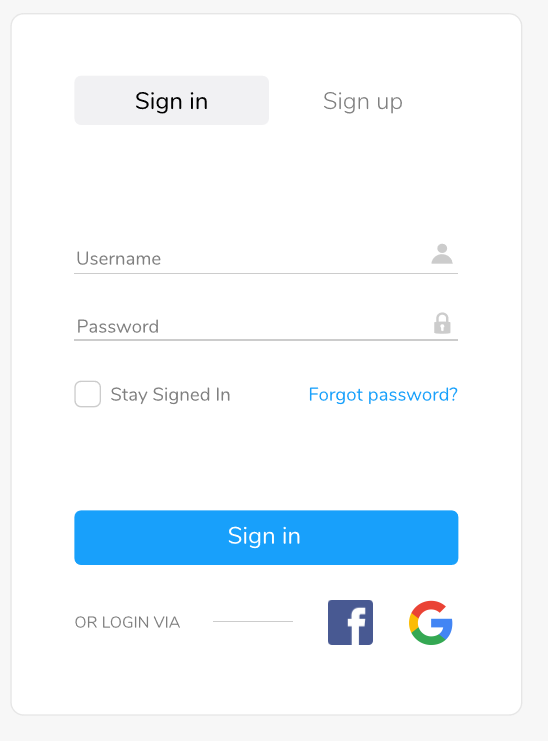 Sign in Sign up
Username
Password
Stay Signed In Forgot password?
Sign in
OR LOGIN VIA